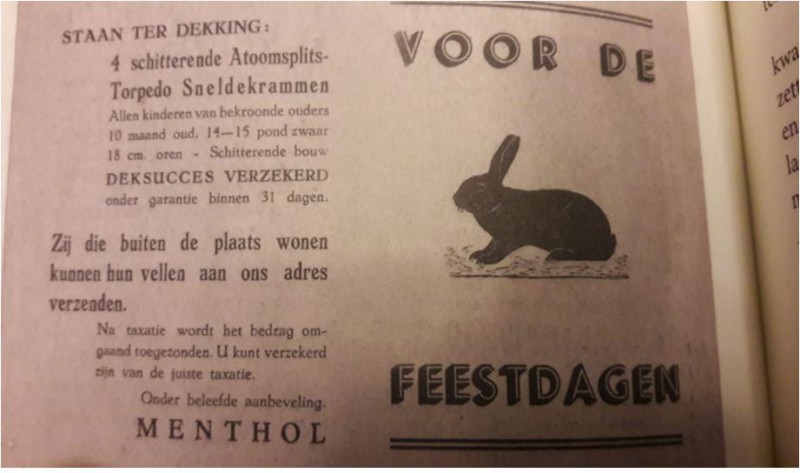 STAAN TER DEKKING:
4 schitterende Atoomsplits-
Torpedo Sneldekrammen
Allen kinderen van bekroonde ouders
10 maand oud, 14—15 pond zwaar
18 cm. oren - Schitterende bouw
DEKSUCCES VERZEKERD
onder garantie binnen 31 dagen.
Zij die buiten de plaats wonen
kunnen hun vellen aan ons adres
verzenden.
Na taxatie wordt het bedrag om-
gaand toegezonden. U kunt verzekerd
zijn van de juiste taxatie.
Onder beleefde aanbeveling.
MENTHOL
VOOR DE
FEESTDAGEN
kwa
zett
en